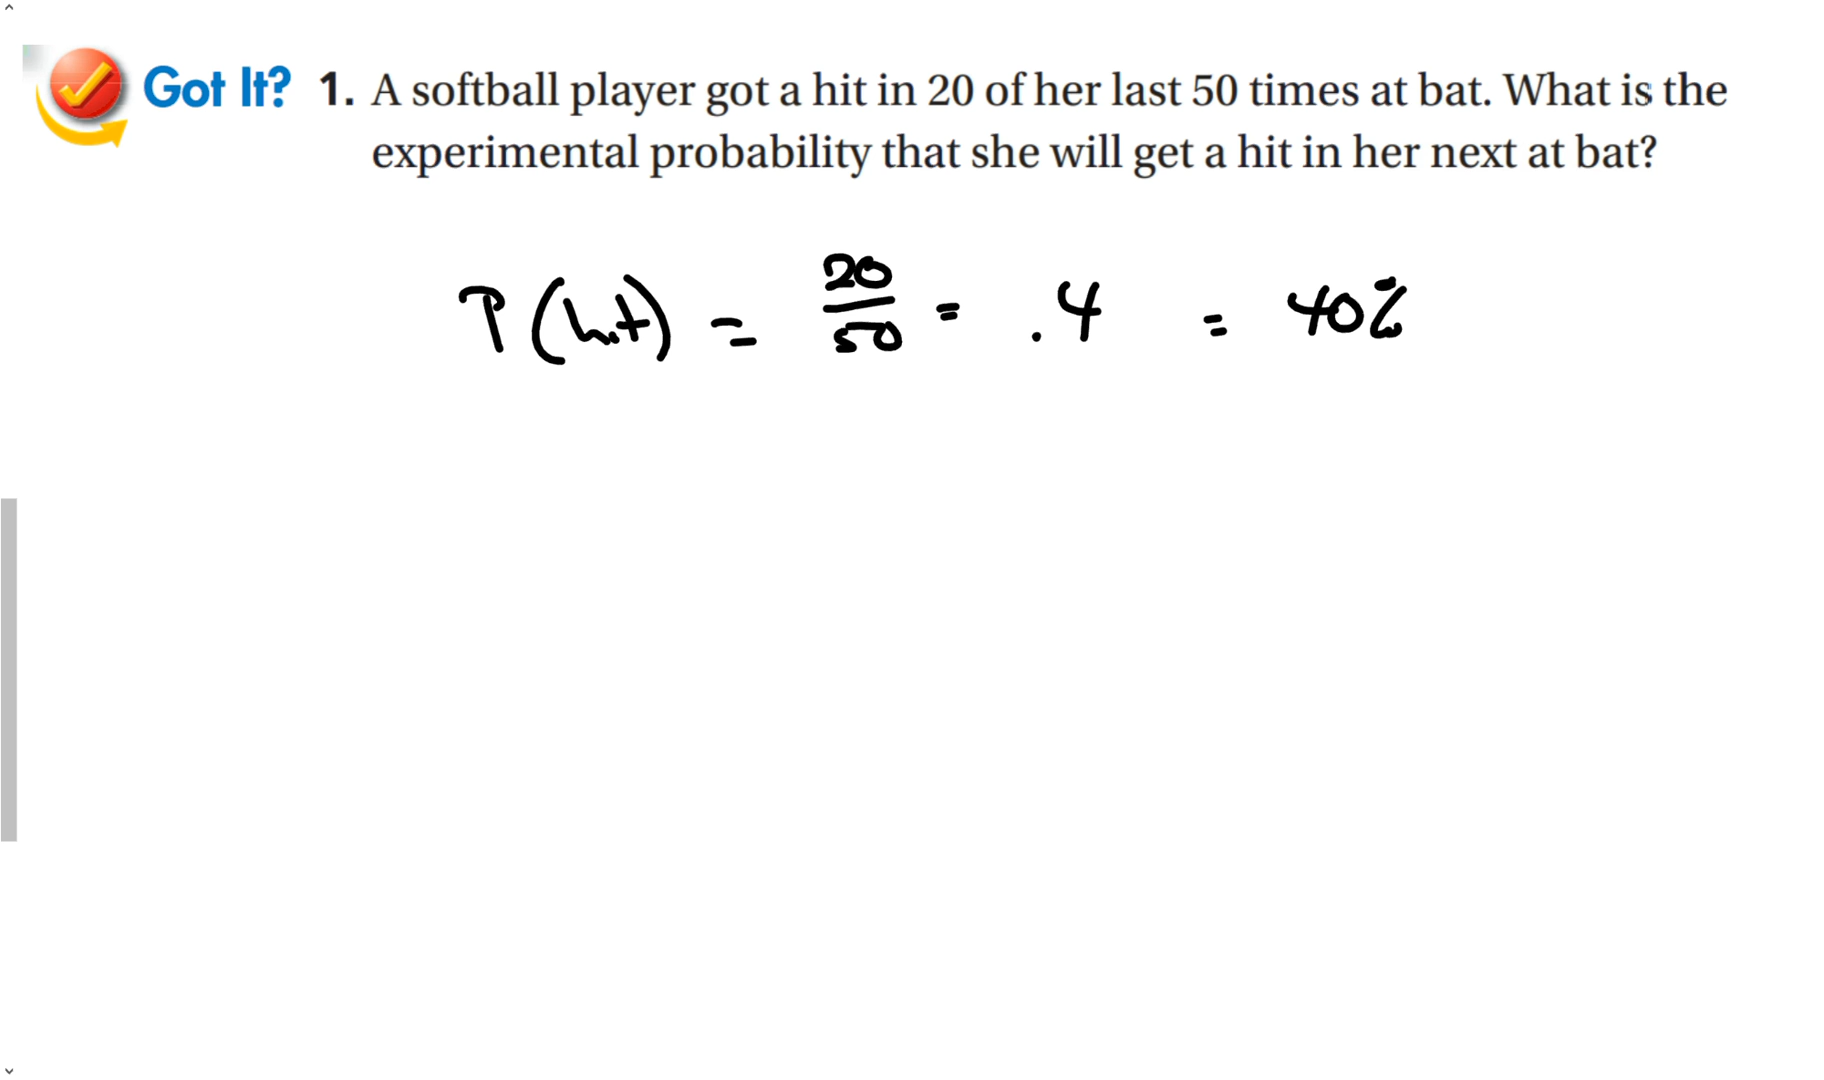 Got It? 1. A softball player got a hit in 20 of her last 50 times at bat. What is the
experimental probability that she will get a hit in her next at bat?
P(hit) = 20/50 = .4 = 40%